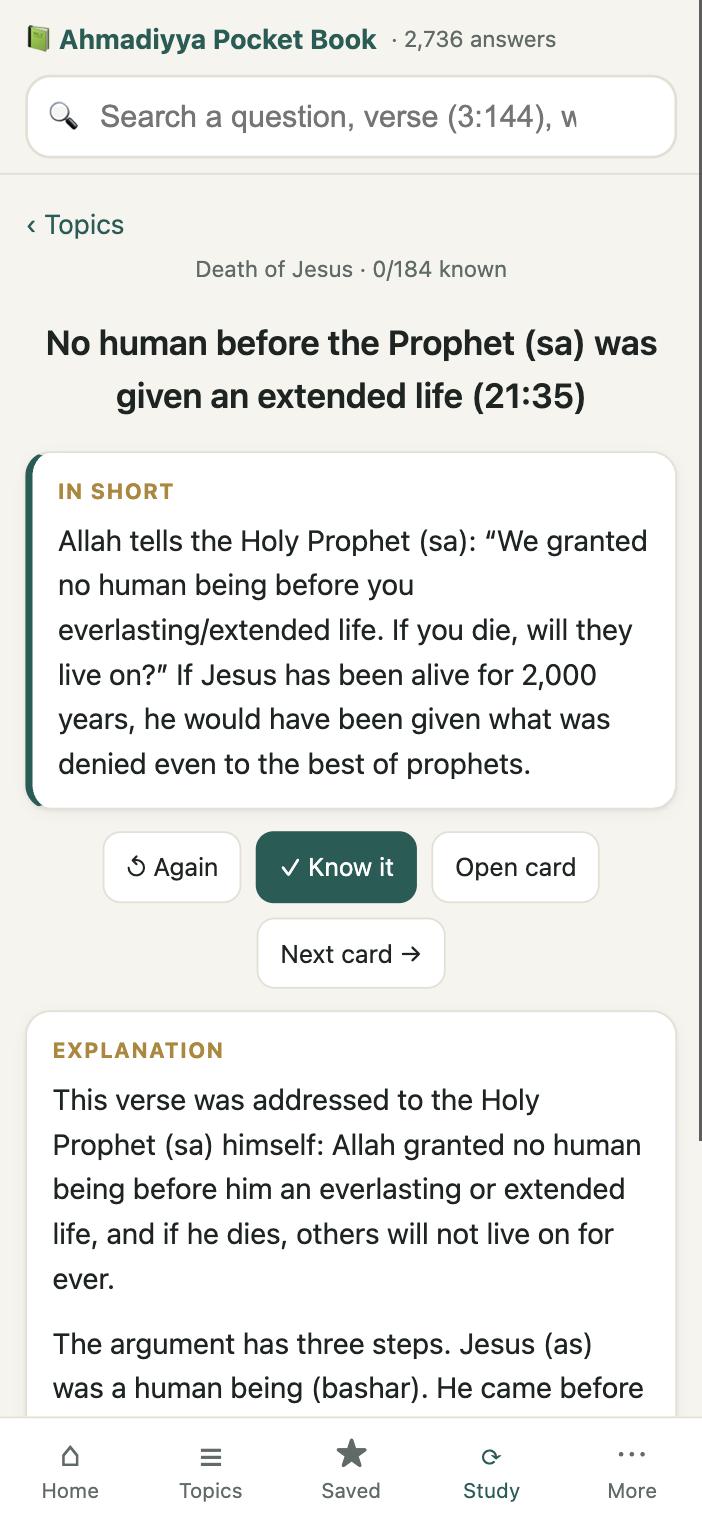 Ahmadiyya Pocket Book · 2,736 answers
Search a question, verse (3:144), w
‹ Topics
Death of Jesus · 0/184 known
No human before the Prophet (sa) was
given an extended life (21:35)
IN SHORT
Allah tells the Holy Prophet (sa): “We granted
no human being before you
everlasting/extended life. If you die, will they
live on?” If Jesus has been alive for 2,000
years, he would have been given what was
denied even to the best of prophets.
↺ Again
✓ Know it
Open card
Next card →
EXPLANATION
This verse was addressed to the Holy
Prophet (sa) himself: Allah granted no human
being before him an everlasting or extended
life, and if he dies, others will not live on for
ever.
The argument has three steps. Jesus (as)
was a human being (bashar). He came before
Home
Topics
Saved
Study
More